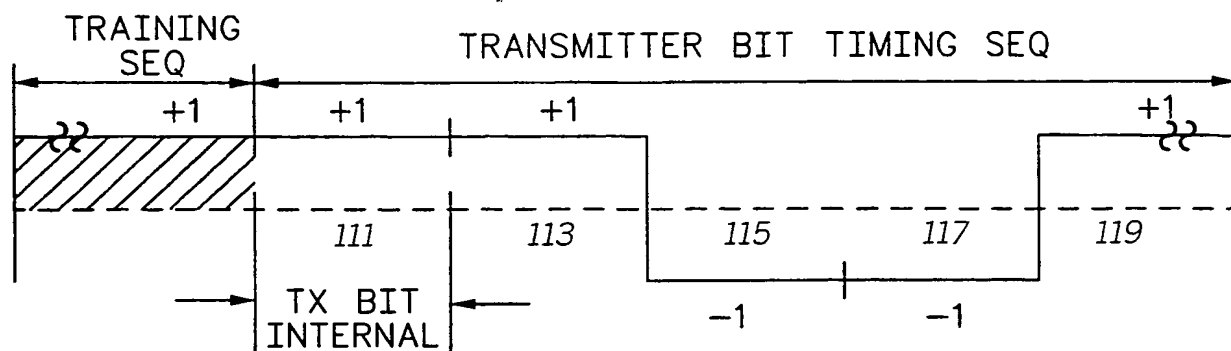 TRAINING
SEQ
TRANSMITTER BIT TIMING SEQ
+1 +1 +1 +1
111 113 115 117 119
TX BIT
INTERNAL
-1 -1